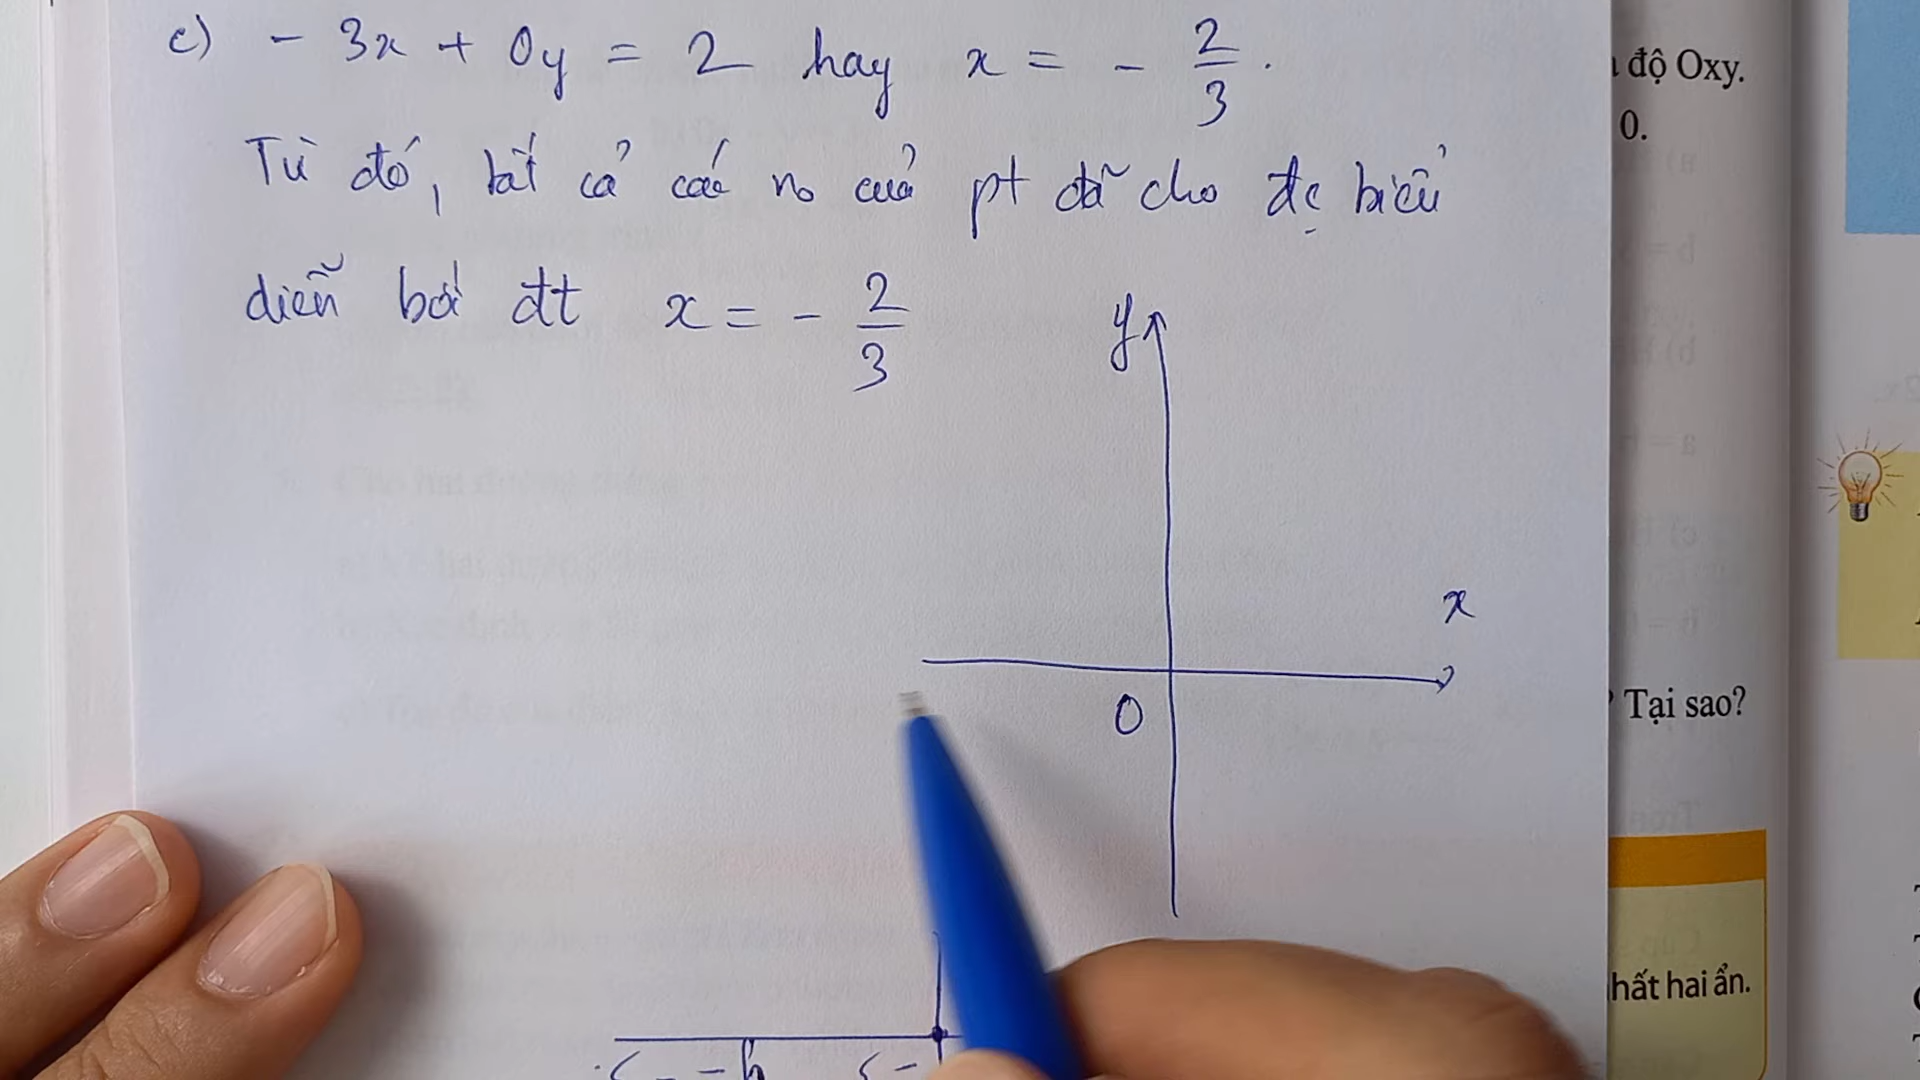 c) - 3x + 0y = 2 hay x = - 2/3.
Từ đó, tất cả các no của pt đã cho đc biểu
diễn bởi đt x = - 2/3
y
x
0
độ Oxy.
0.
? Tại sao?
hất hai ẩn.